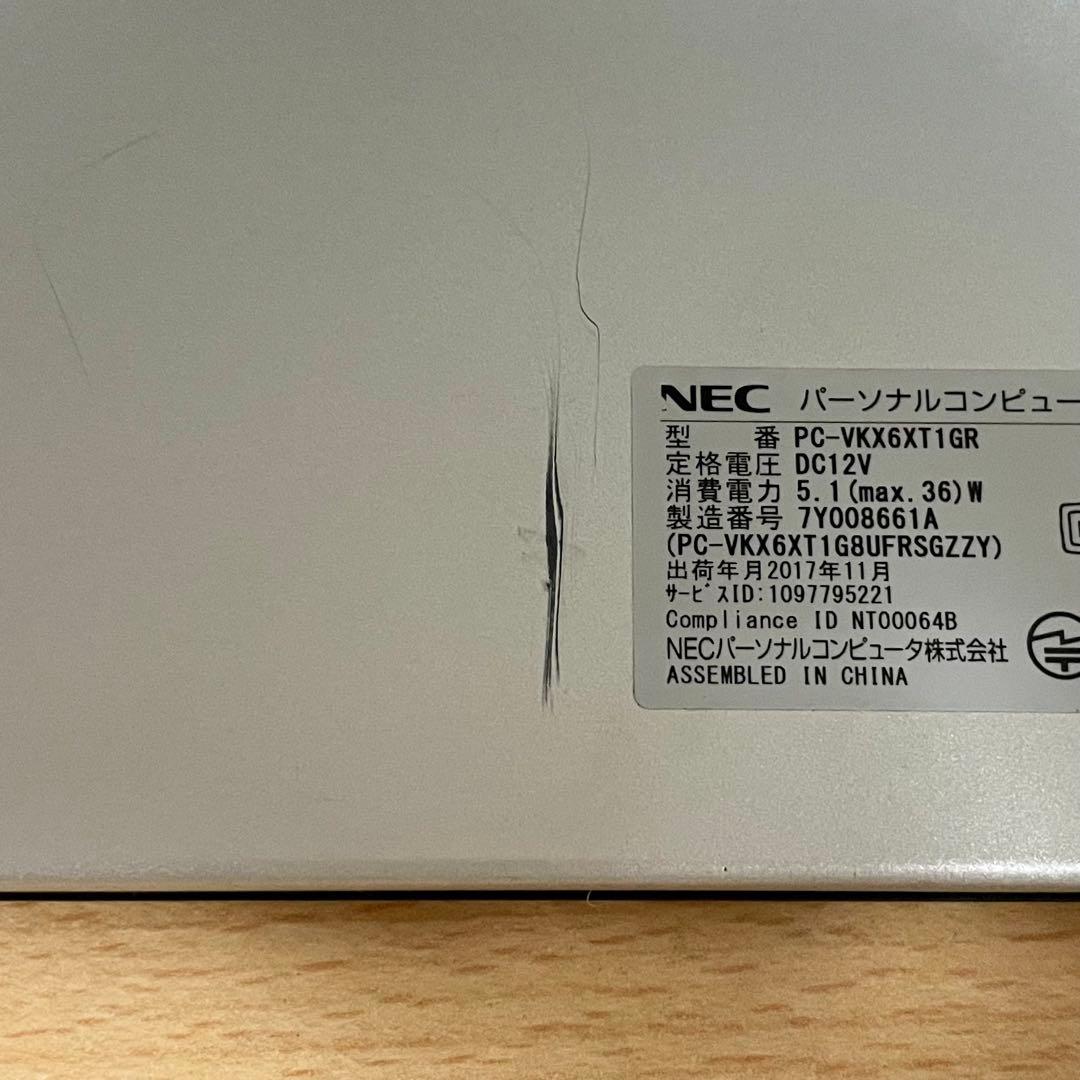 NEC パーソナルコンピュー
型 番 PC-VKX6XT1GR
定格電圧 DC12V
消費電力 5.1(max.36)W
製造番号 7Y008661A
(PC-VKX6XT1G8UFRSGZZY)
出荷年月2017年11月
ｻｰﾋﾞｽID:1097795221
Compliance ID NT00064B
NECパーソナルコンピュータ株式会社
ASSEMBLED IN CHINA